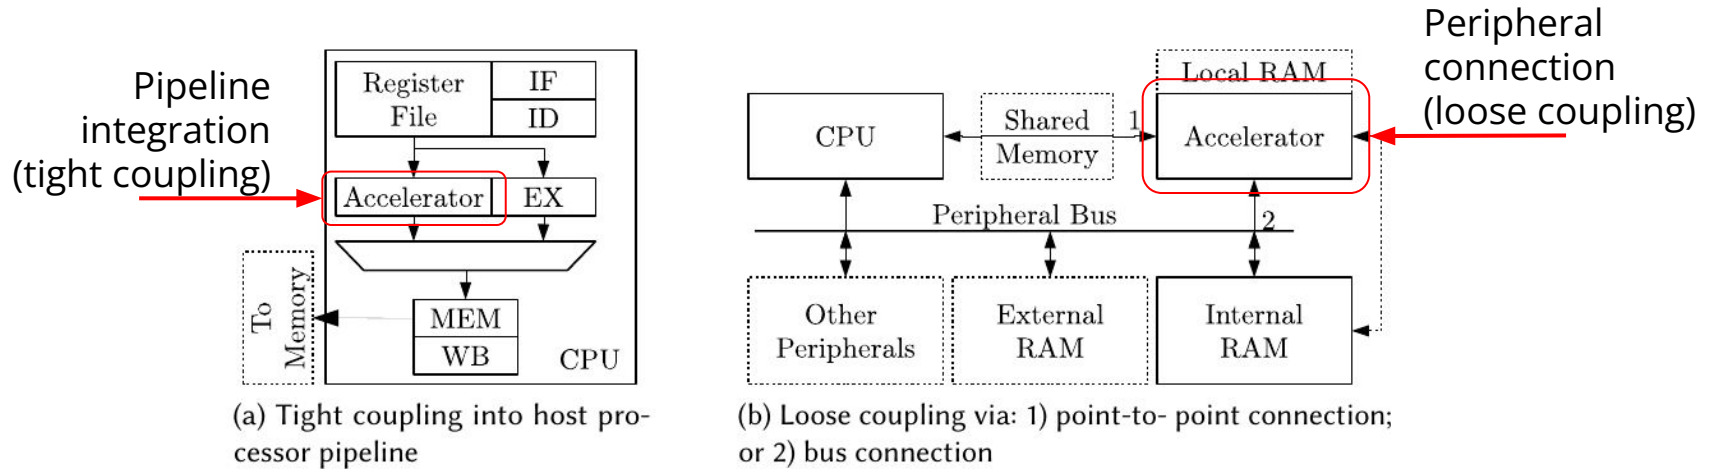 Pipeline
integration
(tight coupling)
Register
File
IF
ID
Accelerator
EX
To
Memory
MEM
WB
CPU
(a) Tight coupling into host pro-
cessor pipeline
Peripheral
connection
(loose coupling)
Local RAM
CPU
Shared
Memory
1
Accelerator
Peripheral Bus
2
Other
Peripherals
External
RAM
Internal
RAM
(b) Loose coupling via: 1) point-to- point connection;
or 2) bus connection